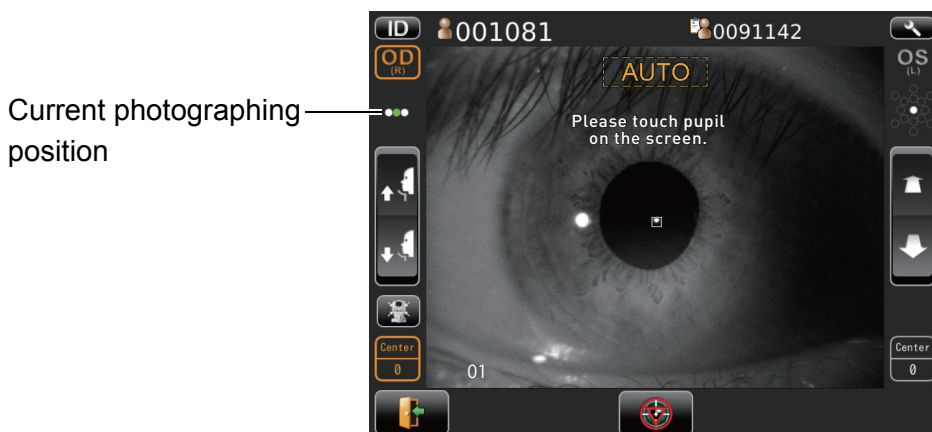 ID
001081
0091142
OD
(R)
AUTO
OS
(L)
Current photographing
position
Please touch pupil
on the screen.
Center
0
01
Center
0